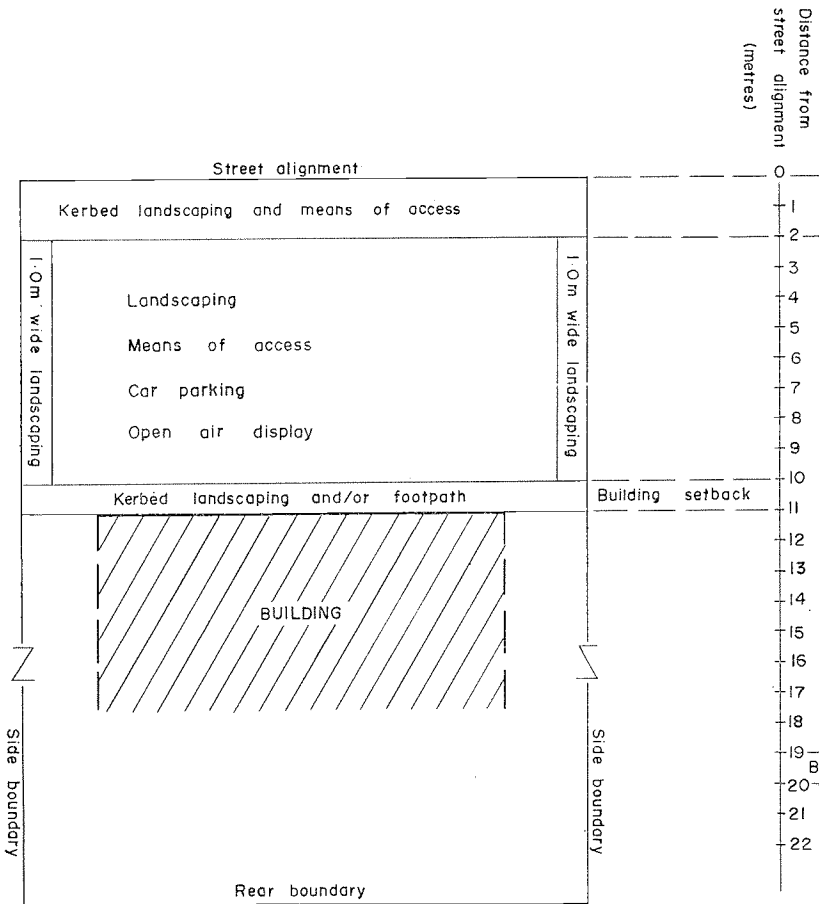 Distance from
street alignment
(metres)
Street alignment
0
Kerbed landscaping and means of access
1
2
1·0m wide landscaping
1·0m wide landscaping
3
Landscaping
4
5
Means of access
6
Car parking
7
8
Open air display
9
10
Kerbed landscaping and/or footpath
Building setback
11
12
13
BUILDING
14
15
16
17
18
Side boundary
Side boundary
19
B
20
21
22
Rear boundary